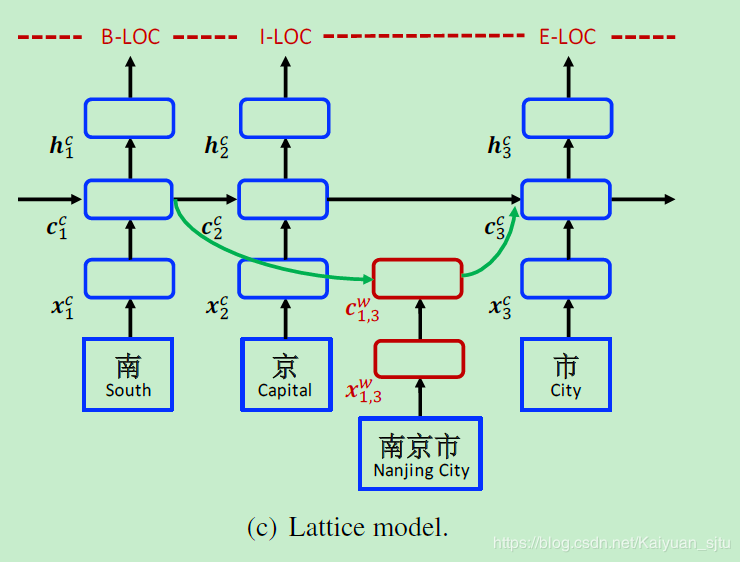 B-LOC I-LOC E-LOC
h₁ᶜ h₂ᶜ h₃ᶜ
c₁ᶜ c₂ᶜ c₃ᶜ
x₁ᶜ x₂ᶜ c₁,₃ʷ x₃ᶜ
南 京 市
South Capital City
x₁,₃ʷ
南京市
Nanjing City
(c) Lattice model.
https://blog.csdn.net/Kaiyuan_sjtu